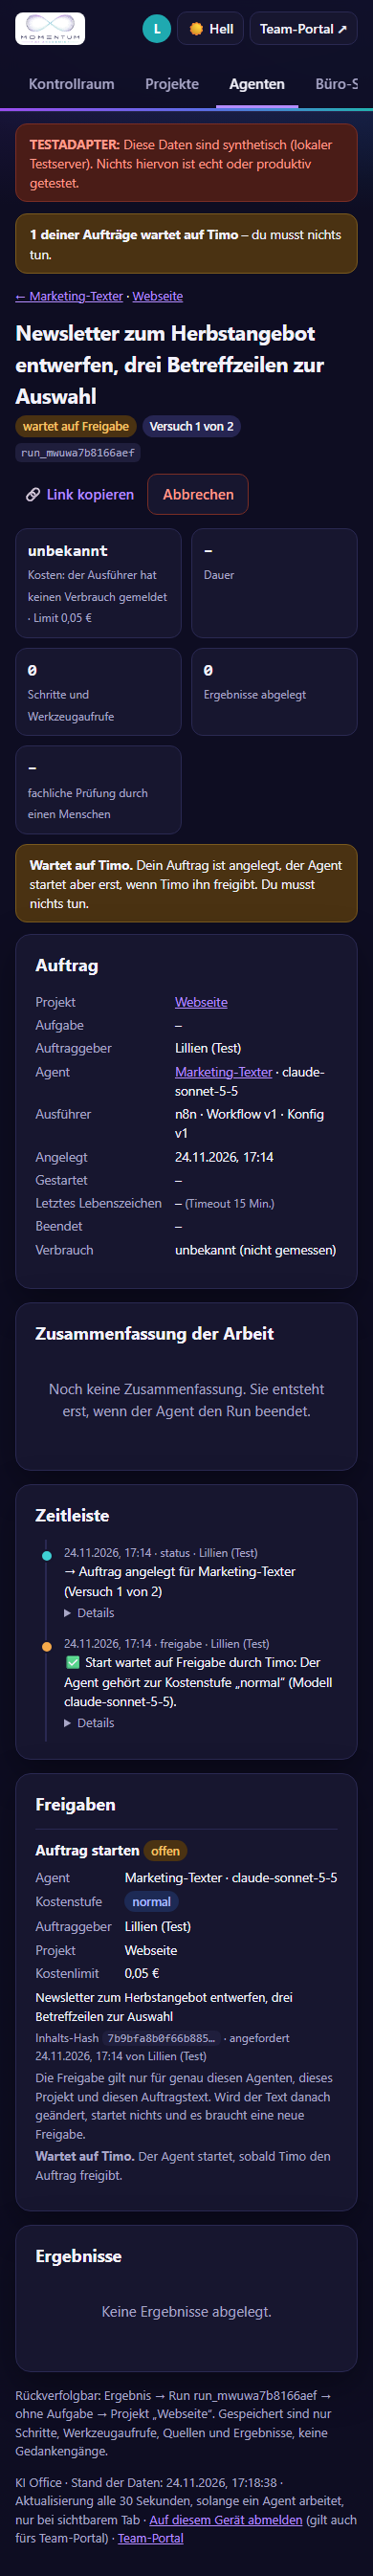 MOMENTUM
L
Hell
Team-Portal ↗
Kontrollraum
Projekte
Agenten
Büro-S
TESTADAPTER: Diese Daten sind synthetisch (lokaler
Testserver). Nichts hiervon ist echt oder produktiv
getestet.
1 deiner Aufträge wartet auf Timo – du musst nichts
tun.
← Marketing-Texter · Webseite
Newsletter zum Herbstangebot
entwerfen, drei Betreffzeilen zur
Auswahl
wartet auf Freigabe Versuch 1 von 2
run_mwuwa7b8166aef
Link kopieren
Abbrechen
unbekannt
Kosten: der Ausführer hat
keinen Verbrauch gemeldet
· Limit 0,05 €
–
Dauer
0
Schritte und
Werkzeugaufrufe
0
Ergebnisse abgelegt
–
fachliche Prüfung durch
einen Menschen
Wartet auf Timo. Dein Auftrag ist angelegt, der Agent
startet aber erst, wenn Timo ihn freigibt. Du musst
nichts tun.
Auftrag
Projekt Webseite
Aufgabe –
Auftraggeber Lillien (Test)
Agent Marketing-Texter · claude-
sonnet-5-5
Ausführer n8n · Workflow v1 · Konfig
v1
Angelegt 24.11.2026, 17:14
Gestartet –
Letztes Lebenszeichen – (Timeout 15 Min.)
Beendet –
Verbrauch unbekannt (nicht gemessen)
Zusammenfassung der Arbeit
Noch keine Zusammenfassung. Sie entsteht
erst, wenn der Agent den Run beendet.
Zeitleiste
24.11.2026, 17:14 · status · Lillien (Test)
→ Auftrag angelegt für Marketing-Texter
(Versuch 1 von 2)
▶ Details
24.11.2026, 17:14 · freigabe · Lillien (Test)
✅ Start wartet auf Freigabe durch Timo: Der
Agent gehört zur Kostenstufe „normal“ (Modell
claude-sonnet-5-5).
▶ Details
Freigaben
Auftrag starten offen
Agent Marketing-Texter · claude-sonnet-5-5
Kostenstufe normal
Auftraggeber Lillien (Test)
Projekt Webseite
Kostenlimit 0,05 €
Newsletter zum Herbstangebot entwerfen, drei
Betreffzeilen zur Auswahl
Inhalts-Hash 7b9bfa8b0f66b885… · angefordert
24.11.2026, 17:14 von Lillien (Test)
Die Freigabe gilt nur für genau diesen Agenten, dieses
Projekt und diesen Auftragstext. Wird der Text danach
geändert, startet nichts und es braucht eine neue
Freigabe.
Wartet auf Timo. Der Agent startet, sobald Timo den
Auftrag freigibt.
Ergebnisse
Keine Ergebnisse abgelegt.
Rückverfolgbar: Ergebnis → Run run_mwuwa7b8166aef →
ohne Aufgabe → Projekt „Webseite“. Gespeichert sind nur
Schritte, Werkzeugaufrufe, Quellen und Ergebnisse, keine
Gedankengänge.
KI Office · Stand der Daten: 24.11.2026, 17:18:38 ·
Aktualisierung alle 30 Sekunden, solange ein Agent arbeitet,
nur bei sichtbarem Tab · Auf diesem Gerät abmelden (gilt auch
fürs Team-Portal) · Team-Portal